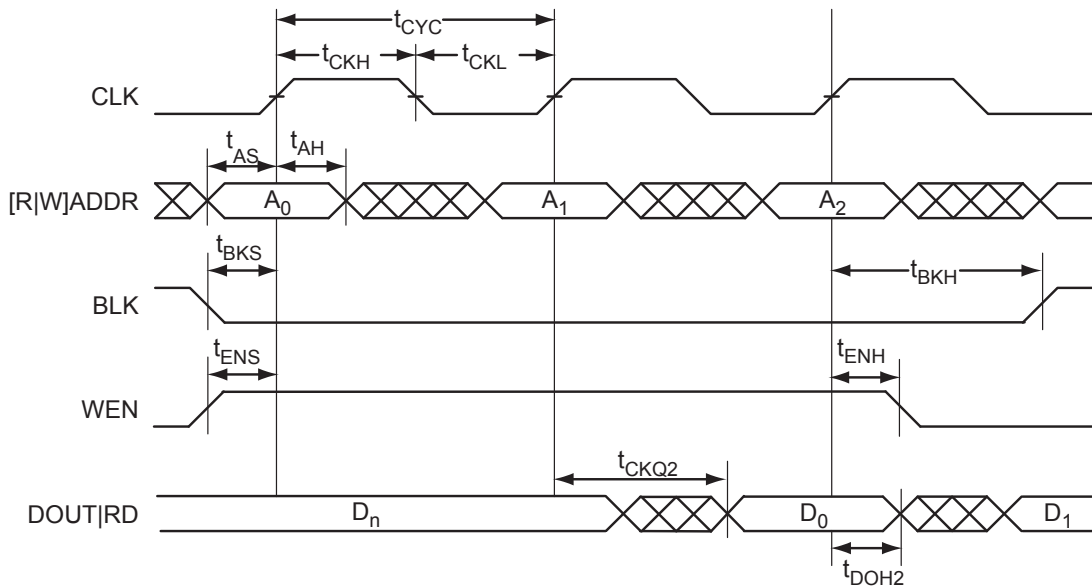 tCYC
tCKH tCKL
CLK
tAS tAH
[R|W]ADDR A0 A1 A2
tBKS tBKH
BLK
tENS tENH
WEN
tCKQ2
DOUT|RD Dn D0 D1
tDOH2